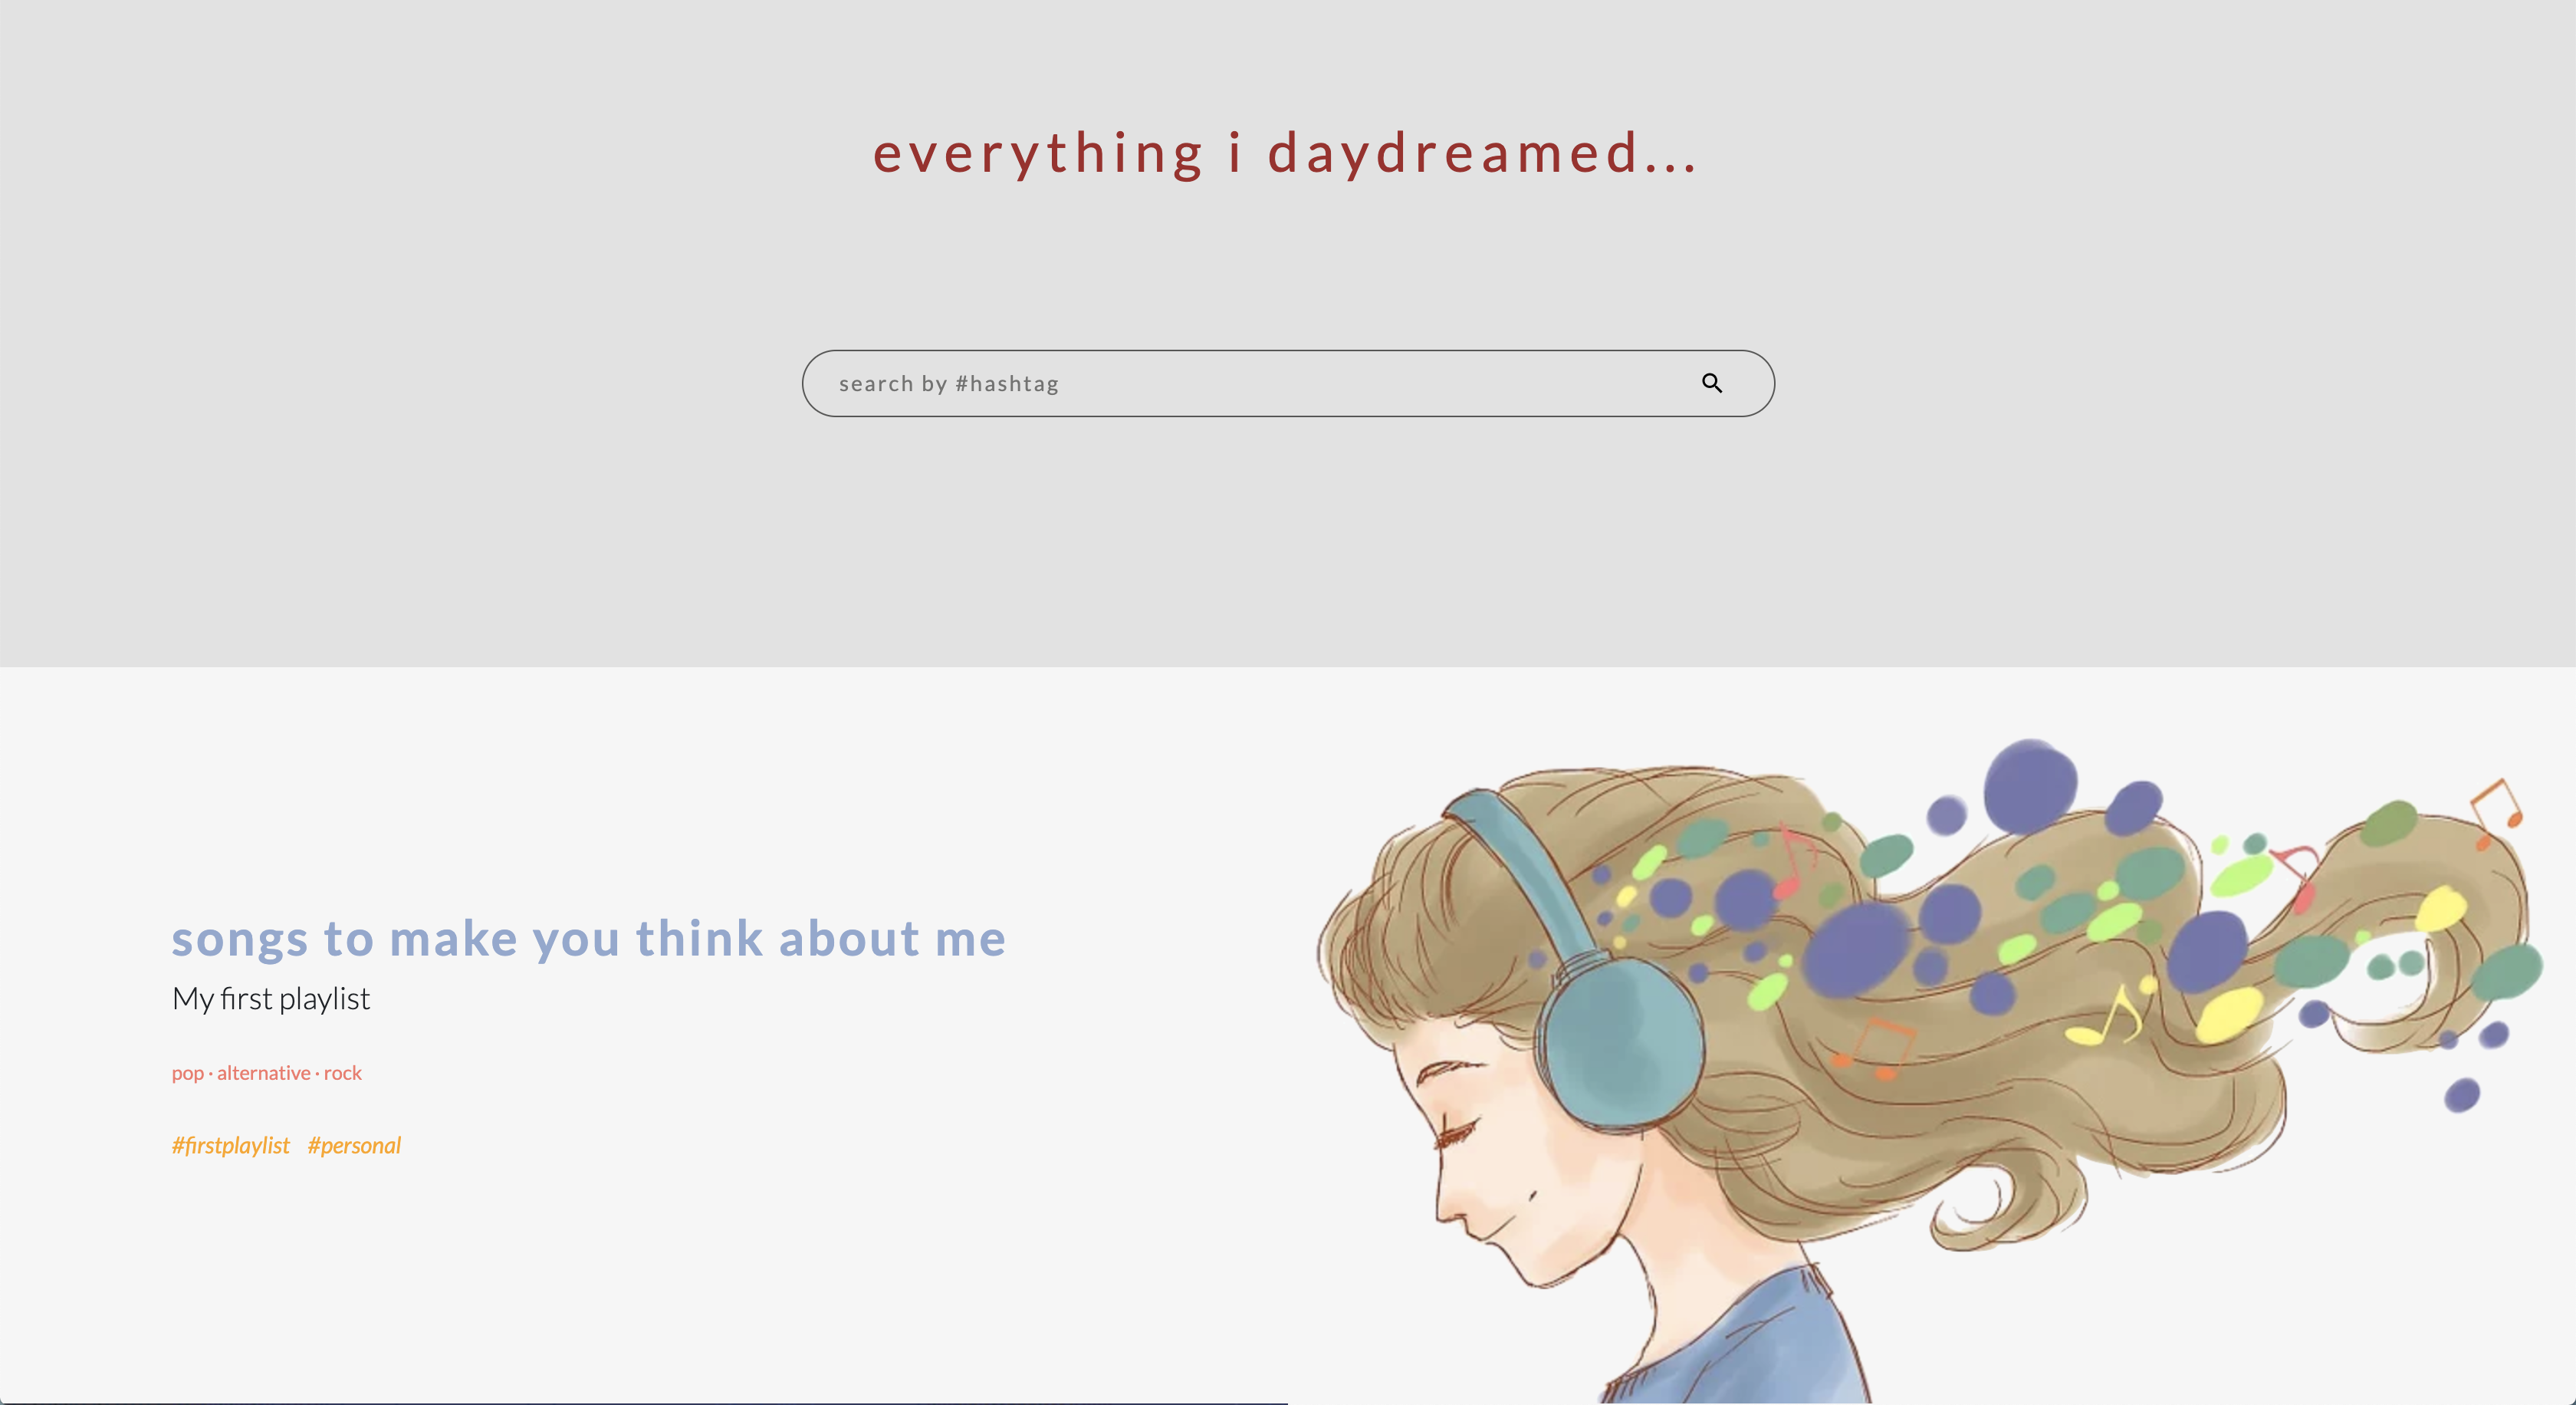 everything i daydreamed...
search by #hashtag
songs to make you think about me
My first playlist
pop · alternative · rock
#firstplaylist #personal